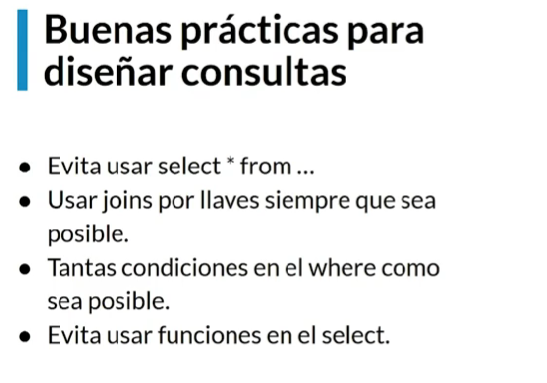 Buenas prácticas para
diseñar consultas
● Evita usar select * from ...
● Usar joins por llaves siempre que sea
posible.
● Tantas condiciones en el where como
sea posible.
● Evita usar funciones en el select.